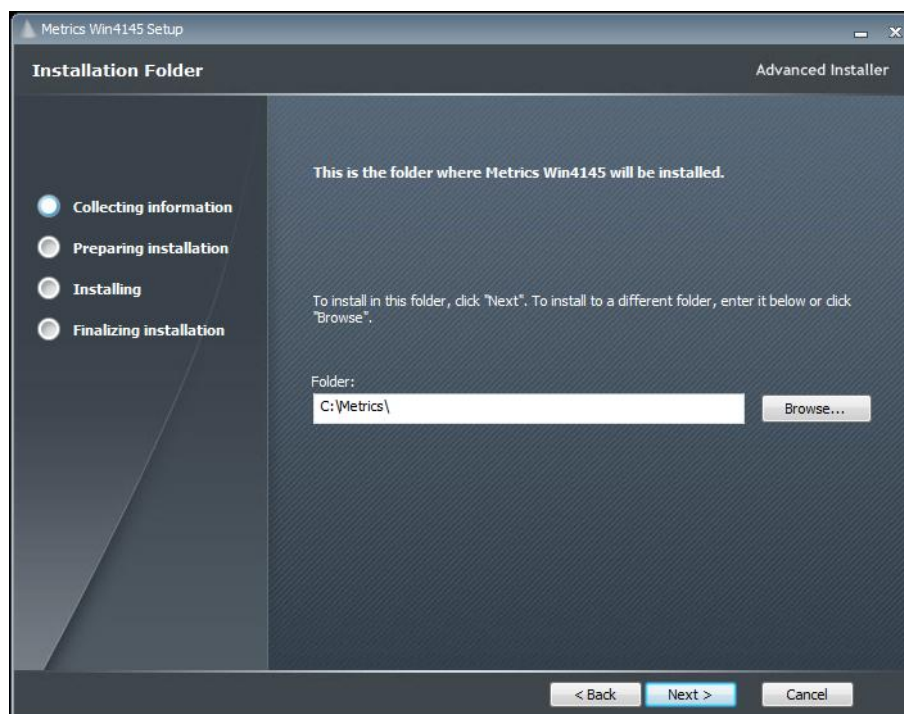 Metrics Win4145 Setup
Installation Folder
Advanced Installer
This is the folder where Metrics Win4145 will be installed.
Collecting information
Preparing installation
Installing
Finalizing installation
To install in this folder, click "Next". To install to a different folder, enter it below or click
"Browse".
Folder:
C:\Metrics\
Browse...
< Back
Next >
Cancel